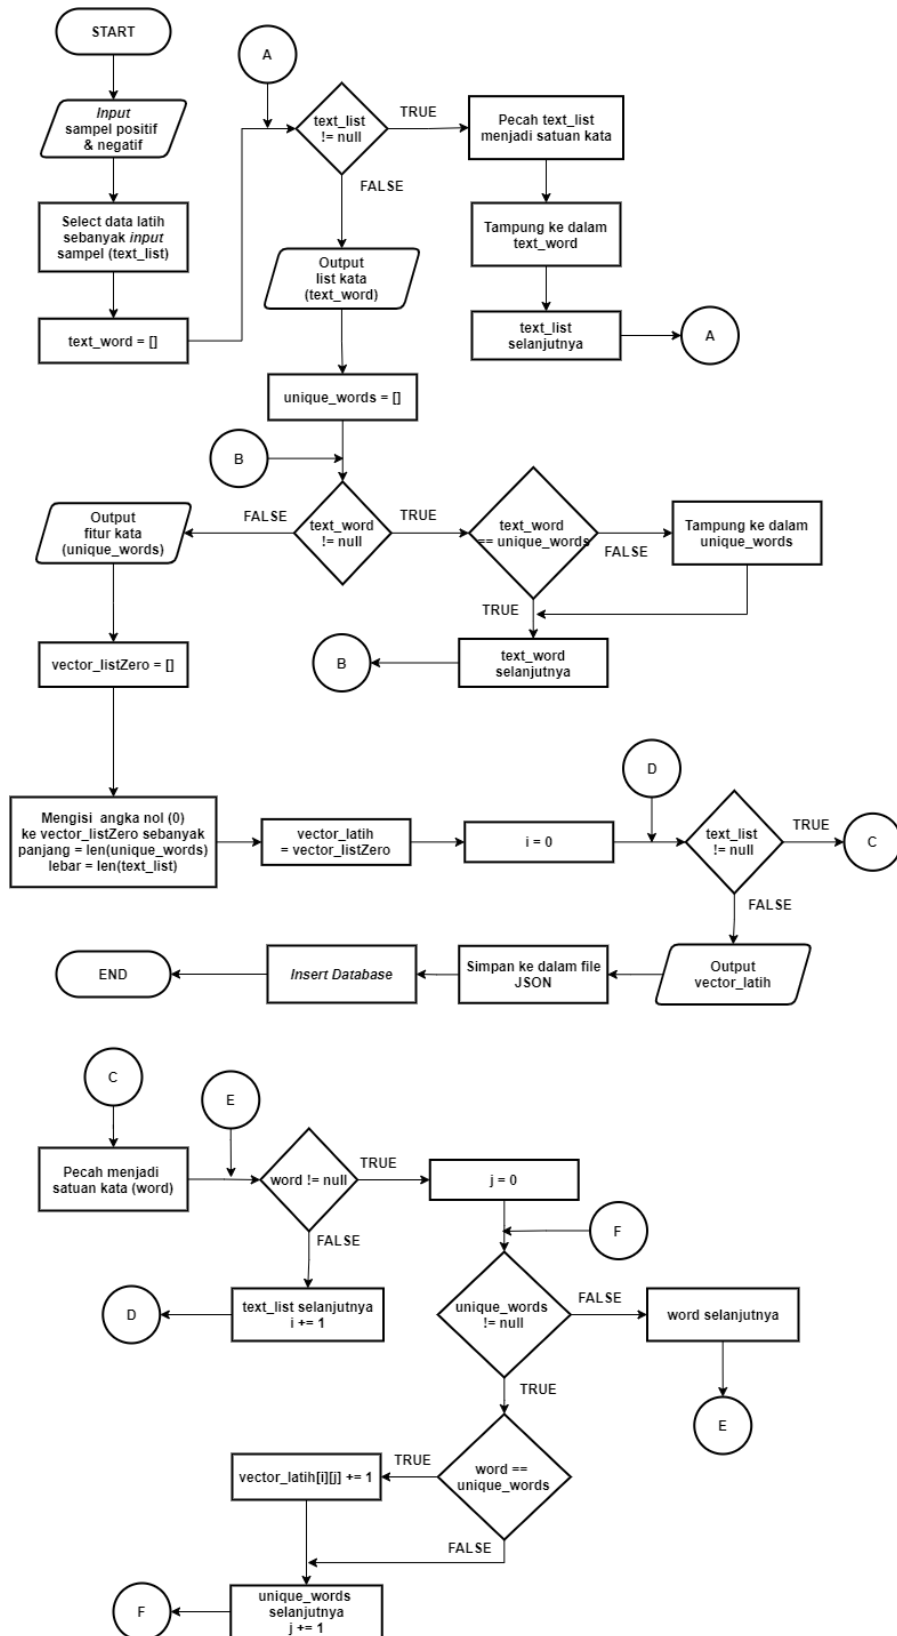 START
Input
sampel positif
& negatif
Select data latih
sebanyak input
sampel (text_list)
text_word = []
A
text_list
!= null
TRUE
FALSE
Pecah text_list
menjadi satuan kata
Tampung ke dalam
text_word
text_list
selanjutnya
A
Output
list kata
(text_word)
unique_words = []
B
text_word
!= null
FALSE
TRUE
text_word
== unique_words
FALSE
TRUE
Tampung ke dalam
unique_words
text_word
selanjutnya
B
Output
fitur kata
(unique_words)
vector_listZero = []
Mengisi angka nol (0)
ke vector_listZero sebanyak
panjang = len(unique_words)
lebar = len(text_list)
vector_latih
= vector_listZero
i = 0
D
text_list
!= null
TRUE
C
FALSE
Output
vector_latih
Simpan ke dalam file
JSON
Insert Database
END
C
Pecah menjadi
satuan kata (word)
E
word != null
TRUE
FALSE
text_list selanjutnya
i += 1
D
j = 0
F
unique_words
!= null
FALSE
word selanjutnya
E
TRUE
word ==
unique_words
TRUE
vector_latih[i][j] += 1
FALSE
unique_words
selanjutnya
j += 1
F